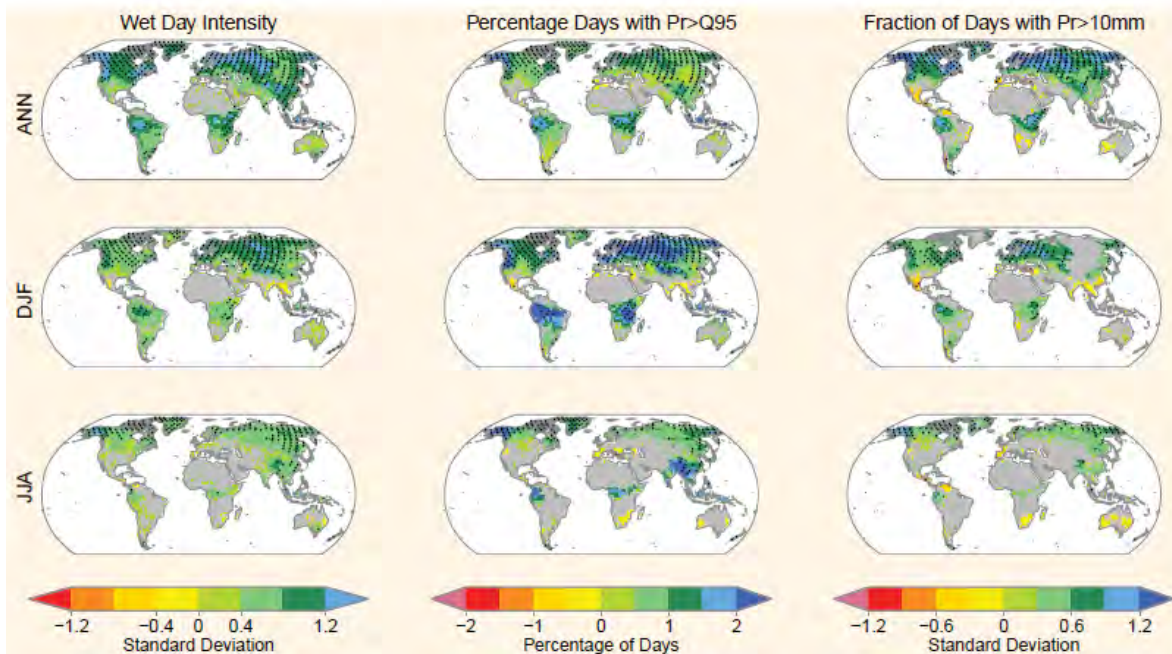 Wet Day Intensity
Percentage Days with Pr>Q95
Fraction of Days with Pr>10mm
ANN
DJF
JJA
−1.2 −0.4 0 0.4 1.2
Standard Deviation
−2 −1 0 1 2
Percentage of Days
−1.2 −0.6 0 0.6 1.2
Standard Deviation